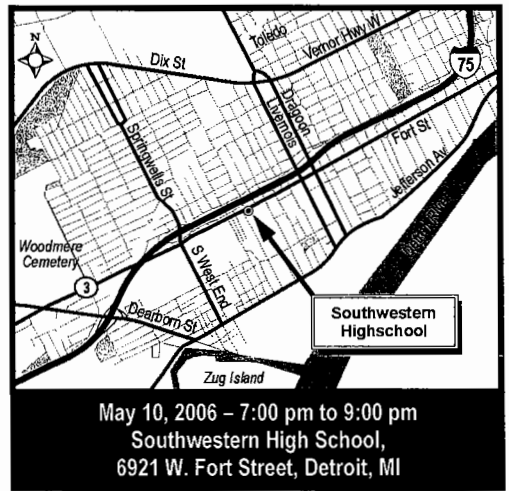 N
Toledo
Vernor Hwy W
75
Dix St
Dragoon
Livernois
Fort St
Springwells St
Jefferson Av
Detroit River
Woodmere
Cemetery
3
S West End
Dearborn St
Southwestern
Highschool
Zug Island
May 10, 2006 – 7:00 pm to 9:00 pm
Southwestern High School,
6921 W. Fort Street, Detroit, MI